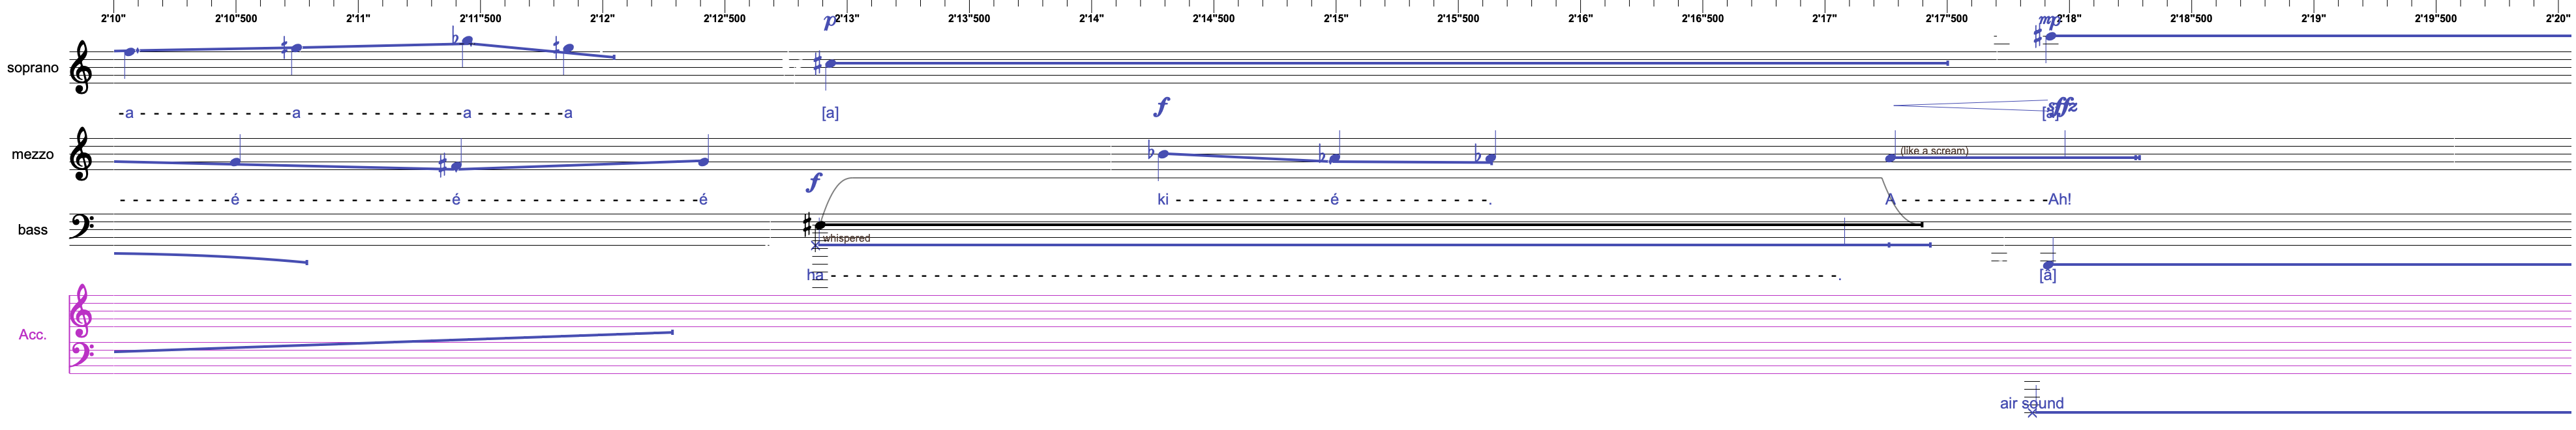 2'10" 2'10"500 2'11" 2'11"500 2'12" 2'12"500 2'13" 2'13"500 2'14" 2'14"500 2'15" 2'15"500 2'16" 2'16"500 2'17" 2'17"500 2'18" 2'18"500 2'19" 2'19"500 2'20"
p mp
soprano
-a - - - - - - - - - - - - -a - - - - - - - - - - - - -a - - - - - - - -a [a] f [a] sffz
mezzo (like a scream)
- - - - - - - - - -é - - - - - - - - - - - - - - - - - -é - - - - - - - - - - - - - - - - - - - -é f ki - - - - - - - - - - - - -é - - - - - - - - - - - -. A - - - - - - - - - - - -Ah!
bass
whispered
ha - - - - - - - - - - - - - - - - - - - - - - - - - - - - - - - - - - - - - - - -. [a]
Acc.
air sound